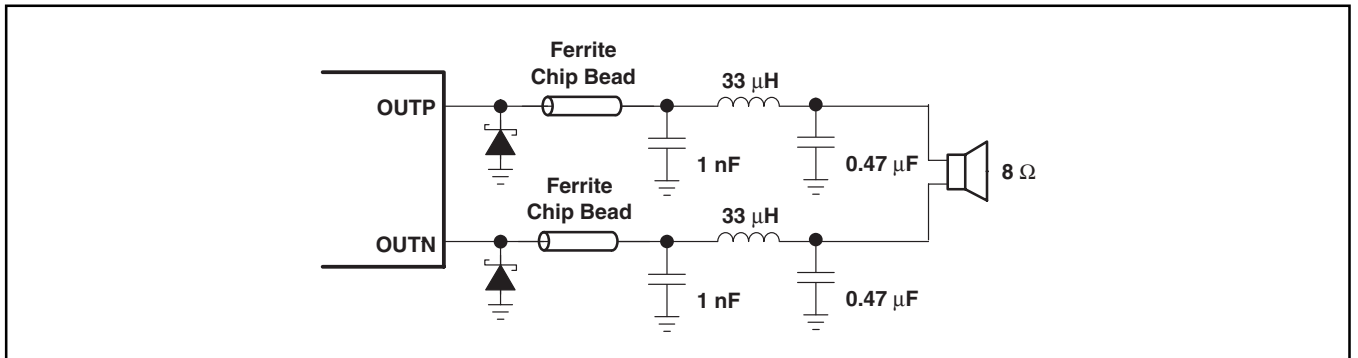 Ferrite
Chip Bead
33 μH
OUTP
1 nF
0.47 μF
8 Ω
Ferrite
Chip Bead
33 μH
OUTN
1 nF
0.47 μF